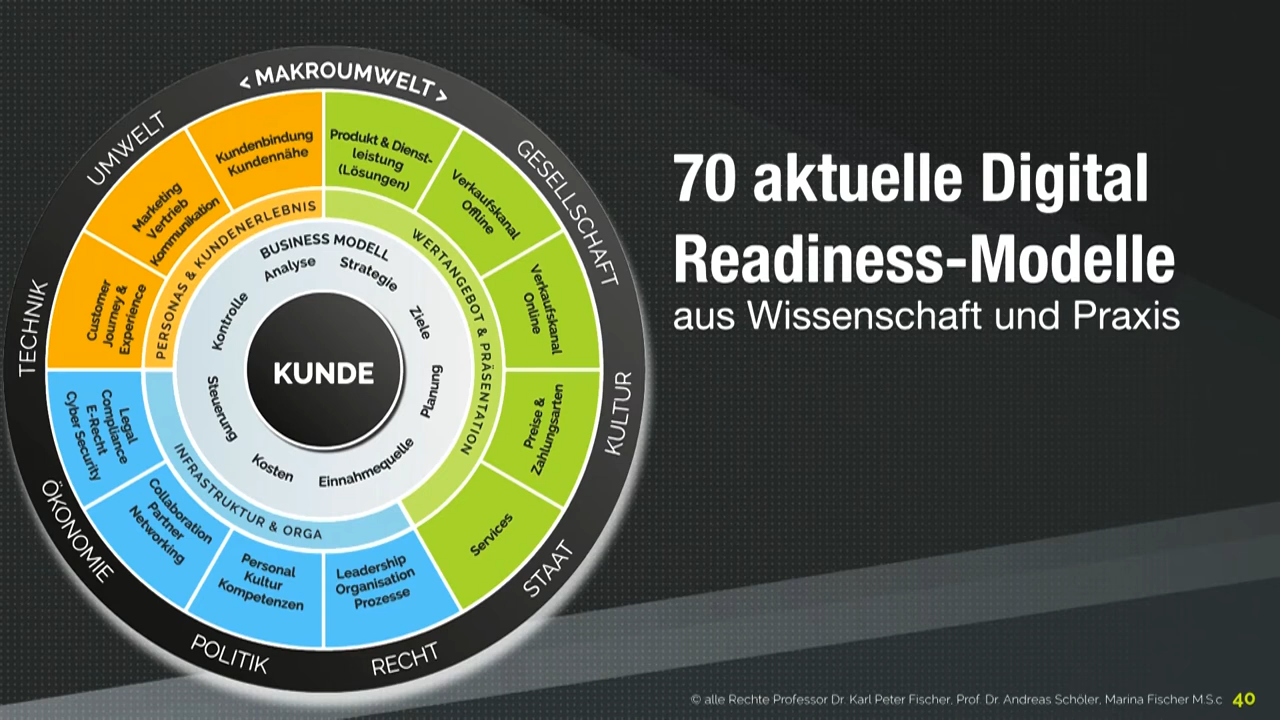 < MAKROUMWELT >
GESELLSCHAFT
KULTUR
STAAT
RECHT
POLITIK
ÖKONOMIE
TECHNIK
UMWELT
Produkt & Dienst-
leistung
(Lösungen)
Verkaufskanal
Offline
Verkaufskanal
Online
Preise &
Zahlungsarten
Services
Leadership
Organisation
Prozesse
Personal
Kultur
Kompetenzen
Collaboration
Partner
Networking
Legal
Compliance
E-Recht
Cyber Security
Customer
Journey &
Experience
Marketing
Vertrieb
Kommunikation
Kundenbindung
Kundennähe
WERTANGEBOT & PRÄSENTATION
INFRASTRUKTUR & ORGA
PERSONAS & KUNDENERLEBNIS
BUSINESS MODELL
Analyse
Strategie
Ziele
Planung
Einnahmequelle
Kosten
Steuerung
Kontrolle
KUNDE
70 aktuelle Digital
Readiness-Modelle
aus Wissenschaft und Praxis
© alle Rechte Professor Dr. Karl Peter Fischer, Prof. Dr. Andreas Schöler, Marina Fischer M.S.c 40